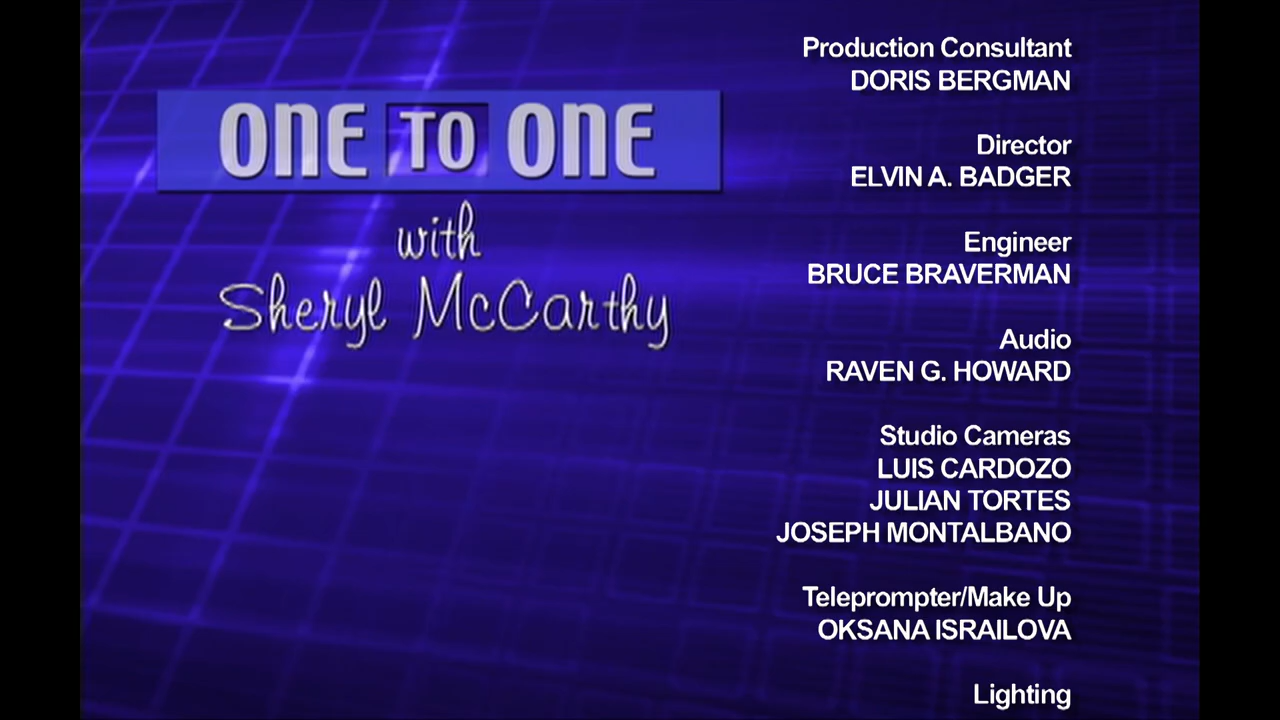 ONE TO ONE
with
Sheryl McCarthy
Production Consultant
DORIS BERGMAN
Director
ELVIN A. BADGER
Engineer
BRUCE BRAVERMAN
Audio
RAVEN G. HOWARD
Studio Cameras
LUIS CARDOZO
JULIAN TORTES
JOSEPH MONTALBANO
Teleprompter/Make Up
OKSANA ISRAILOVA
Lighting